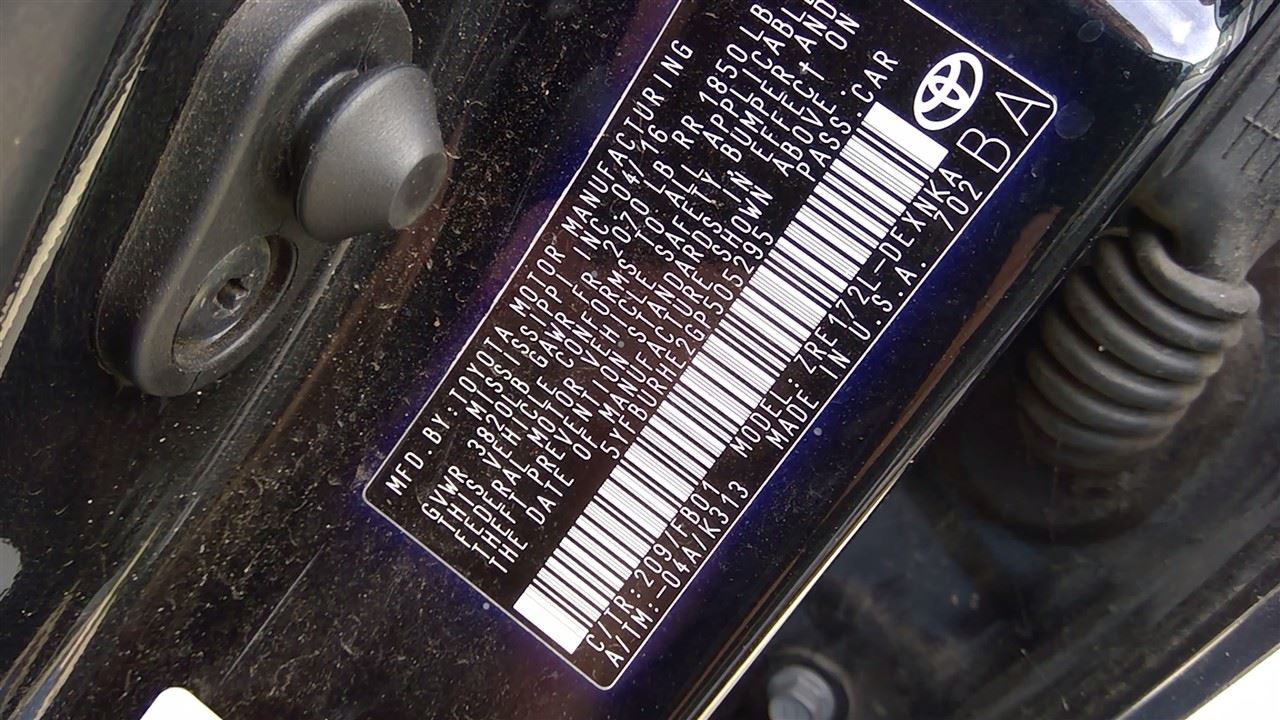 MFD.BY:TOYOTA MOTOR MANUFACTURING
MISSISSIPPI INC. 04/16
GVWR 3820LB GAWR FR 2070LB RR 1850LB
THIS VEHICLE CONFORMS TO ALL APPLICABLE
FEDERAL MOTOR VEHICLE SAFETY† BUMPER† AND
THEFT PREVENTION STANDARDS IN EFFECT ON
THE DATE OF MANUFACTURE SHOWN ABOVE.
5YFBURHE2GP505295 PASS.CAR
C/TR:209/FB01 MODEL:ZRE172L-DEXNKA
A/TM:-04A/K313 MADE IN U.S.A. 702
BA